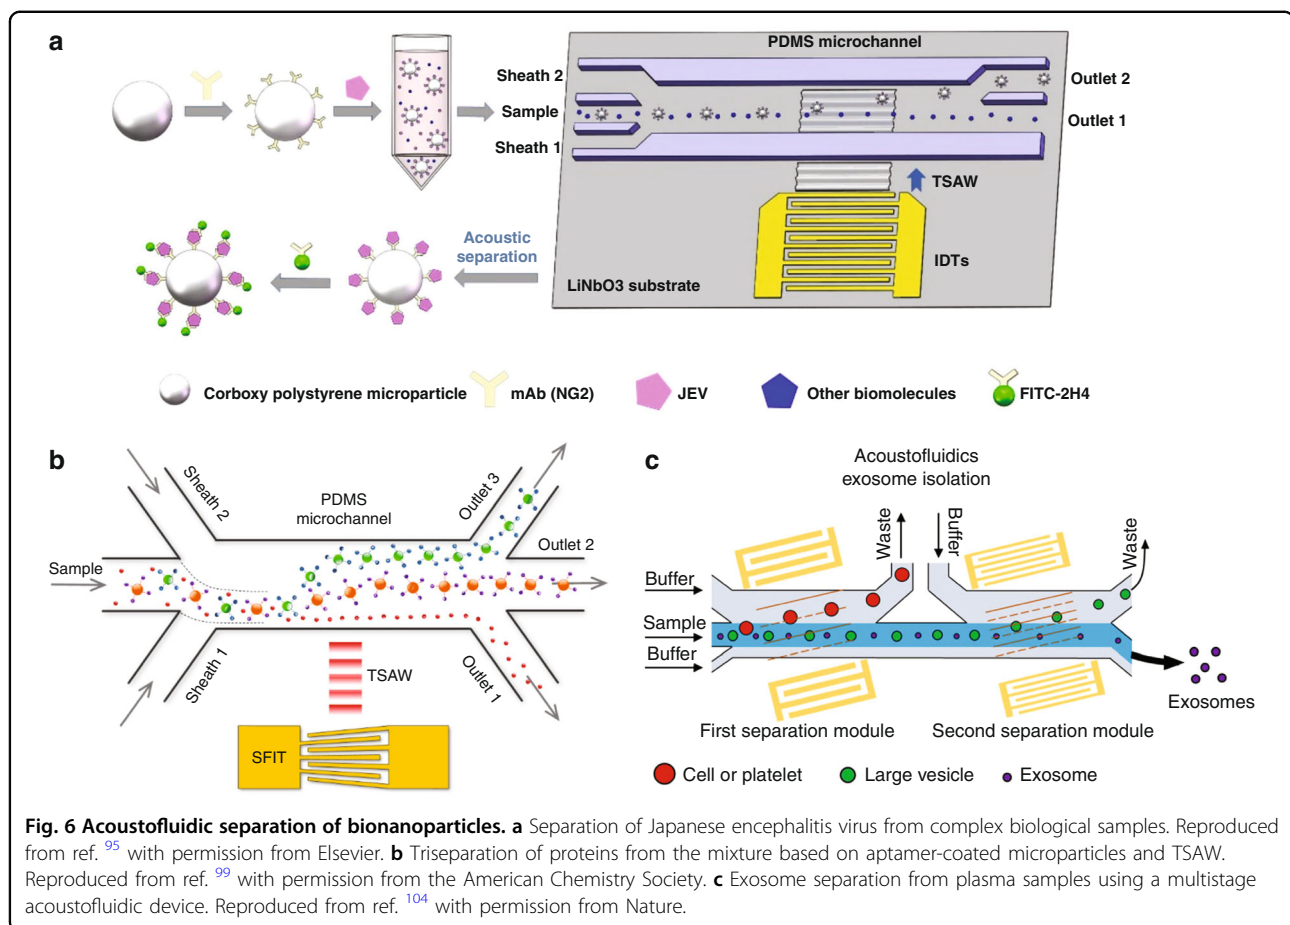 a
PDMS microchannel
Sheath 2
Outlet 2
Sample
Outlet 1
Sheath 1
TSAW
Acoustic
separation
IDTs
LiNbO3 substrate
Corboxy polystyrene microparticle
mAb (NG2)
JEV
Other biomolecules
FITC-2H4
b
Sheath 2
PDMS
microchannel
Outlet 3
Outlet 2
Sample
Sheath 1
TSAW
Outlet 1
SFIT
c
Acoustofluidics
exosome isolation
Waste
Buffer
Waste
Buffer
Sample
Buffer
Exosomes
First separation module
Second separation module
Cell or platelet
Large vesicle
Exosome
Fig. 6 Acoustofluidic separation of bionanoparticles. a Separation of Japanese encephalitis virus from complex biological samples. Reproduced
from ref. 95 with permission from Elsevier. b Triseparation of proteins from the mixture based on aptamer-coated microparticles and TSAW.
Reproduced from ref. 99 with permission from the American Chemistry Society. c Exosome separation from plasma samples using a multistage
acoustofluidic device. Reproduced from ref. 104 with permission from Nature.